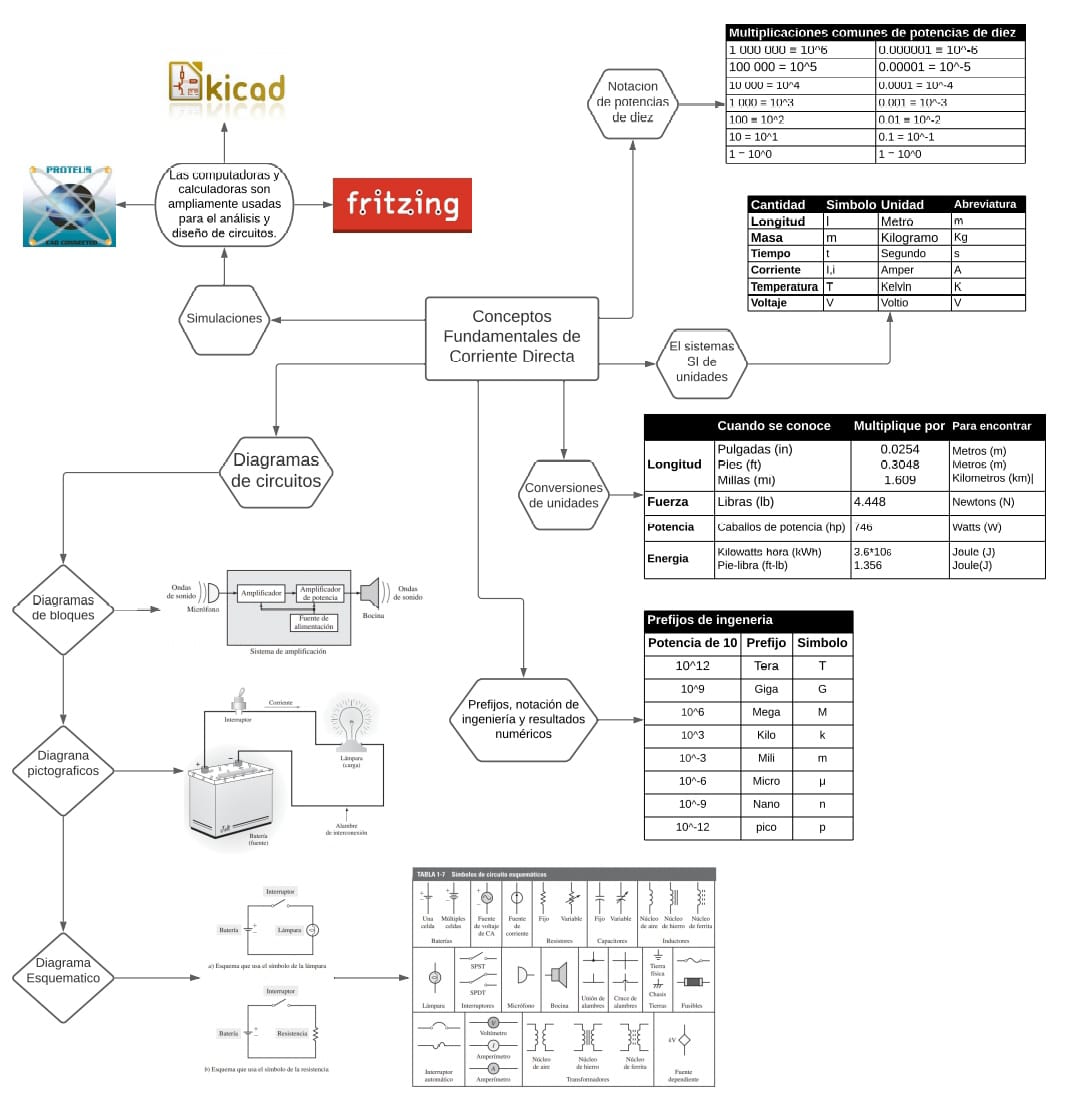 Multiplicaciones comunes de potencias de diez
1 000 000 = 10^6 0.000001 = 10^-6
100 000 = 10^5 0.00001 = 10^-5
10 000 = 10^4 0.0001 = 10^-4
1 000 = 10^3 0.001 = 10^-3
100 = 10^2 0.01 = 10^-2
10 = 10^1 0.1 = 10^-1
1 = 10^0 1 = 10^0
Notacion
de potencias
de diez
kicad
PROTEUS
CAD CONNECTED
Las computadoras y
calculadoras son
ampliamente usadas
para el análisis y
diseño de circuitos.
fritzing
Simulaciones
Conceptos
Fundamentales de
Corriente Directa
Cantidad Simbolo Unidad Abreviatura
Longitud l Metro m
Masa m Kilogramo Kg
Tiempo t Segundo s
Corriente I,i Amper A
Temperatura T Kelvin K
Voltaje V Voltio V
El sistemas
SI de
unidades
Cuando se conoce Multiplique por Para encontrar
Longitud
Pulgadas (in) 0.0254 Metros (m)
Pies (ft) 0.3048 Metros (m)
Millas (mi) 1.609 Kilometros (km)|
Fuerza Libras (lb) 4.448 Newtons (N)
Potencia Caballos de potencia (hp) 746 Watts (W)
Energia
Kilowatts hora (kWh) 3.6*106 Joule (J)
Pie-libra (ft-lb) 1.356 Joule(J)
Conversiones
de unidades
Diagramas
de circuitos
Diagramas
de bloques
Ondas
de sonido
Micrófono
Amplificador
Amplificador
de potencia
Fuente de
alimentación
Bocina
Ondas
de sonido
Sistema de amplificación
Prefijos de ingeneria
Potencia de 10 Prefijo Simbolo
10^12 Tera T
10^9 Giga G
10^6 Mega M
10^3 Kilo k
10^-3 Mili m
10^-6 Micro μ
10^-9 Nano n
10^-12 pico p
Prefijos, notación de
ingeniería y resultados
numéricos
Diagrana
pictograficos
Interruptor
Corriente
Lámpara
(carga)
Batería
(fuente)
Alambre
de interconexión
Diagrama
Esquematico
Interruptor
Batería
Lámpara
a) Esquema que usa el símbolo de la lámpara
Interruptor
Batería
Resistencia
b) Esquema que usa el símbolo de la resistencia
TABLA 1-7 Símbolos de circuito esquemáticos
Una
celda
Múltiples
celdas
Baterías
Fuente
de voltaje
de CA
Fuente
de
corriente
Fijo Variable
Resistores
Fijo Variable
Capacitores
Núcleo
de aire
Núcleo
de hierro
Núcleo
de ferrita
Inductores
Lámpara
SPST
SPDT
Interruptores
Micrófono
Bocina
Unión de
alambres
Cruce de
alambres
Tierra
física
Chasis
Tierras
Fusibles
Interruptor
automático
V
Voltímetro
I
Amperímetro
A
Amperímetro
Núcleo
de aire
Núcleo
de hierro
Núcleo
de ferrita
Transformadores
kV
Fuente
dependiente